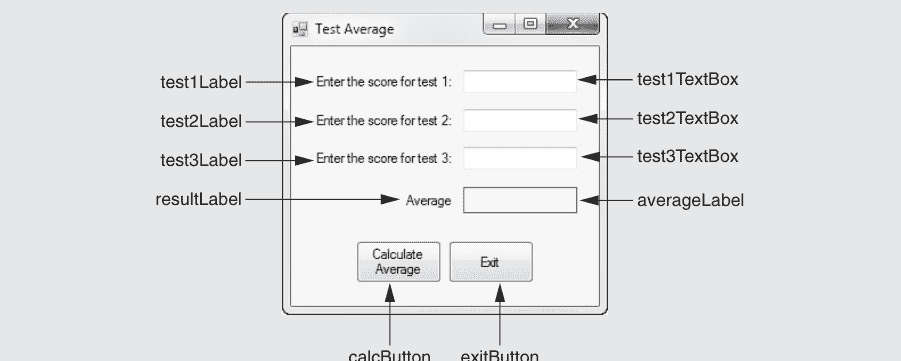 Test Average
test1Label Enter the score for test 1: test1TextBox
test2Label Enter the score for test 2: test2TextBox
test3Label Enter the score for test 3: test3TextBox
resultLabel Average averageLabel
Calculate Average Exit
calcButton exitButton